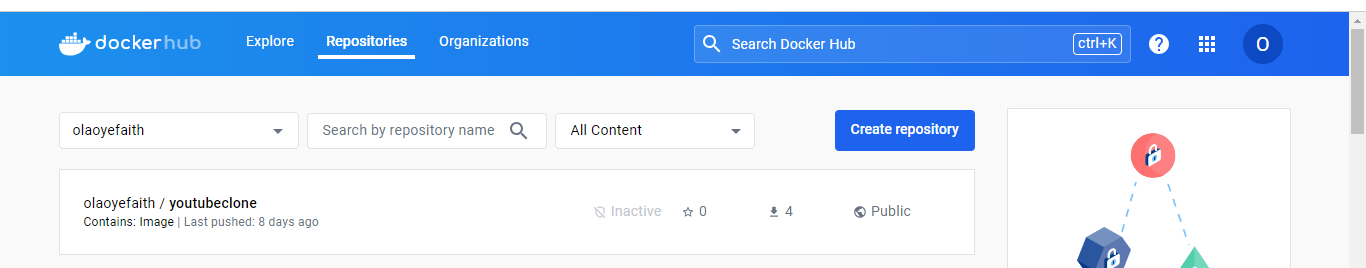 dockerhub Explore Repositories Organizations Search Docker Hub ctrl+K ? O
olaoyefaith Search by repository name All Content Create repository
olaoyefaith / youtubeclone
Contains: Image | Last pushed: 8 days ago
Inactive 0 4 Public